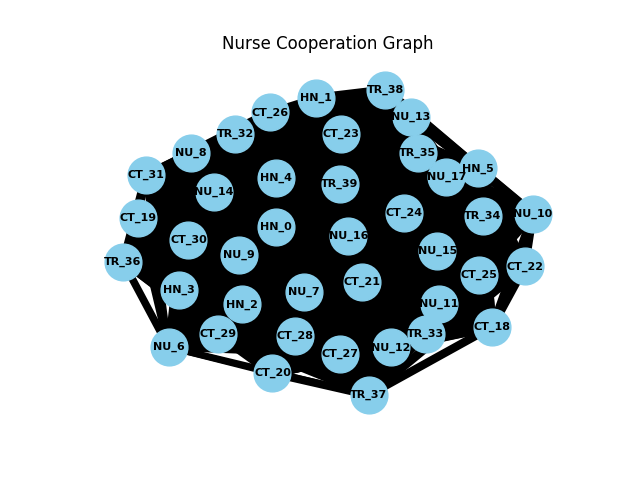 Nurse Cooperation Graph
TR_38
HN_1
CT_26
NU_13
TR_32
CT_23
NU_8
TR_35
HN_5
CT_31
NU_17
HN_4
TR_39
NU_14
CT_24
NU_10
TR_34
CT_19
HN_0
NU_16
CT_30
NU_15
NU_9
TR_36
CT_22
CT_25
CT_21
HN_3
NU_7
HN_2
NU_11
CT_18
CT_29
TR_33
CT_28
NU_6
NU_12
CT_27
CT_20
TR_37